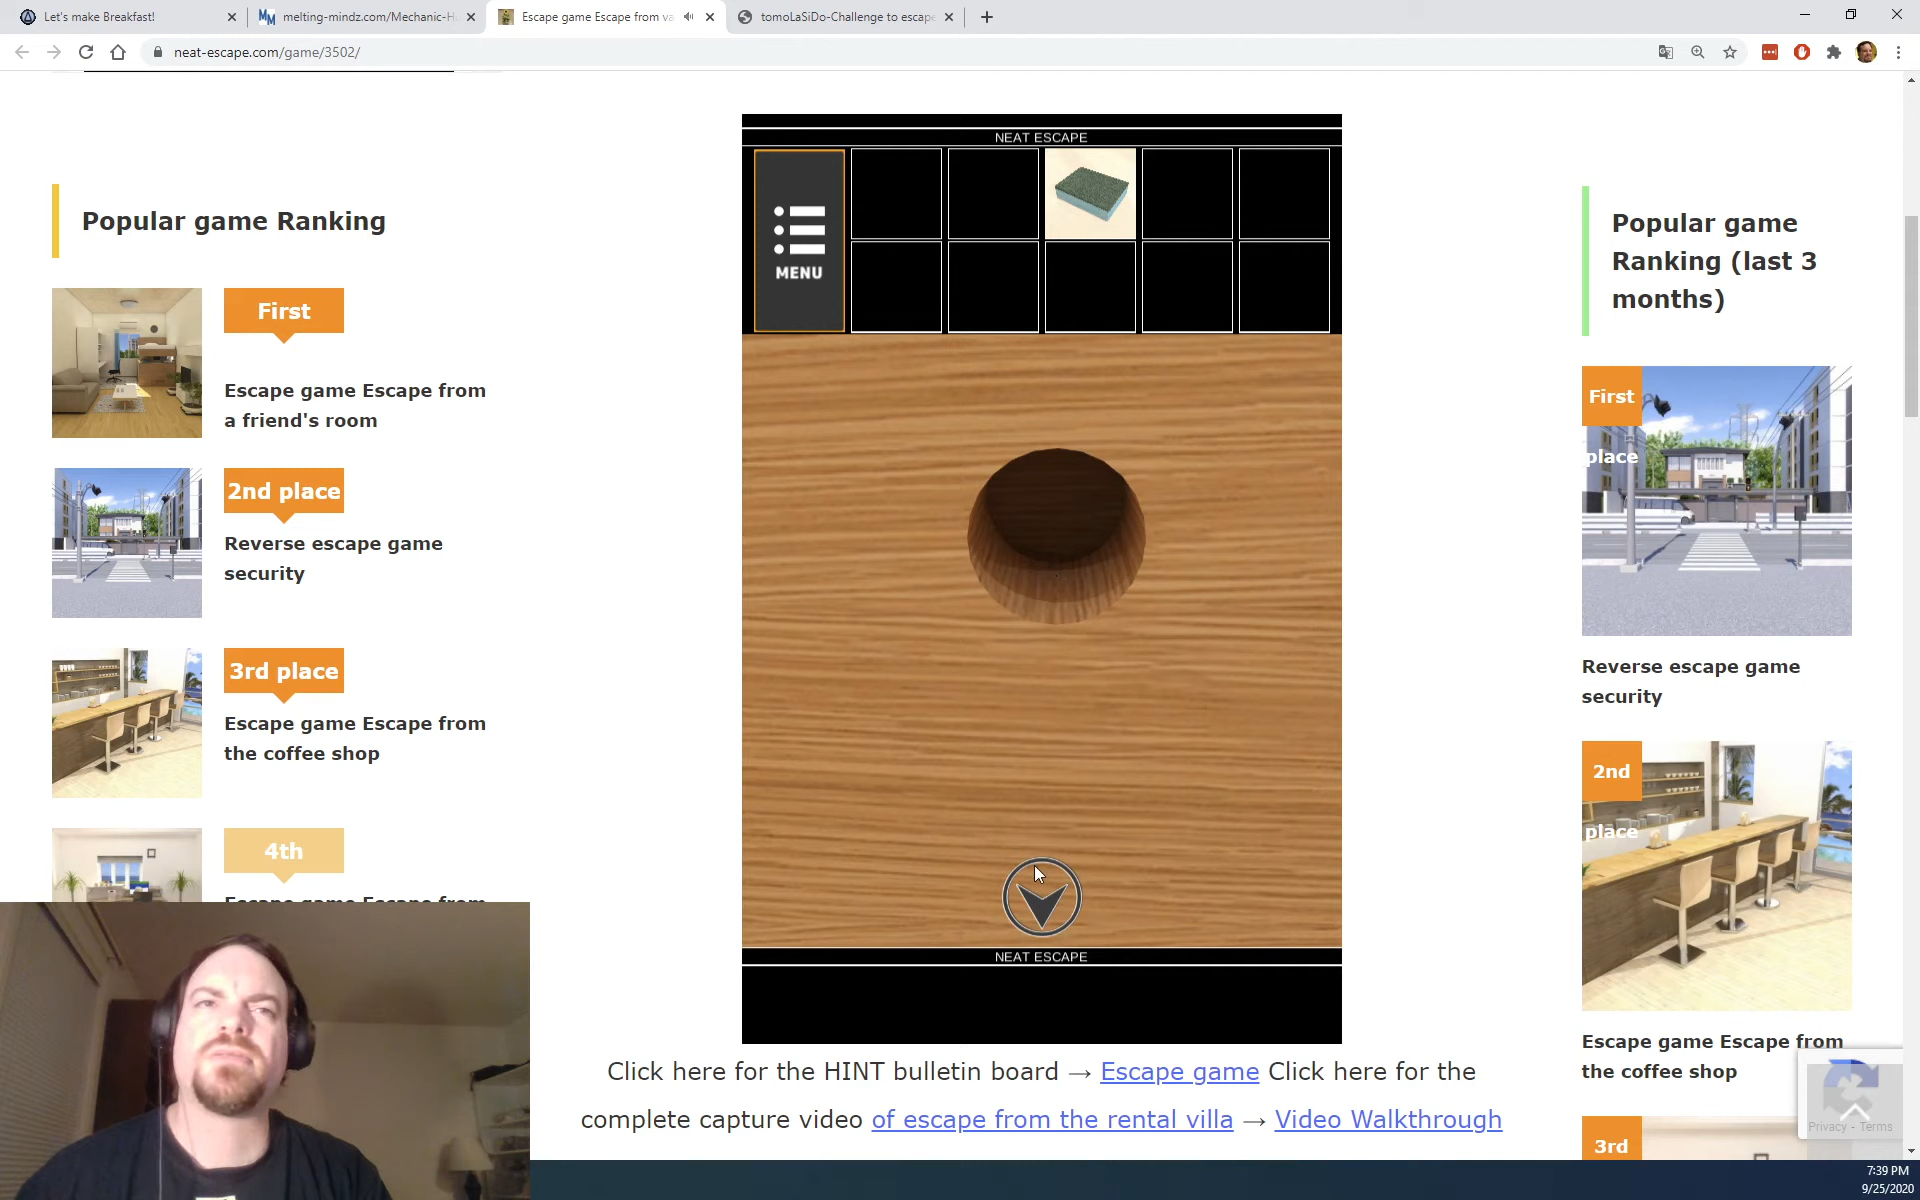 Let's make Breakfast!
melting-mindz.com/Mechanic-H
Escape game Escape from va
tomoLaSiDo-Challenge to escape
neat-escape.com/game/3502/
Popular game Ranking
First
Escape game Escape from
a friend's room
2nd place
Reverse escape game
security
3rd place
Escape game Escape from
the coffee shop
4th
Escape game Escape from
NEAT ESCAPE
MENU
NEAT ESCAPE
Click here for the HINT bulletin board → Escape game Click here for the
complete capture video of escape from the rental villa → Video Walkthrough
Popular game
Ranking (last 3
months)
First
place
Reverse escape game
security
2nd
place
Escape game Escape from
the coffee shop
3rd
Privacy - Terms
7:39 PM
9/25/2020